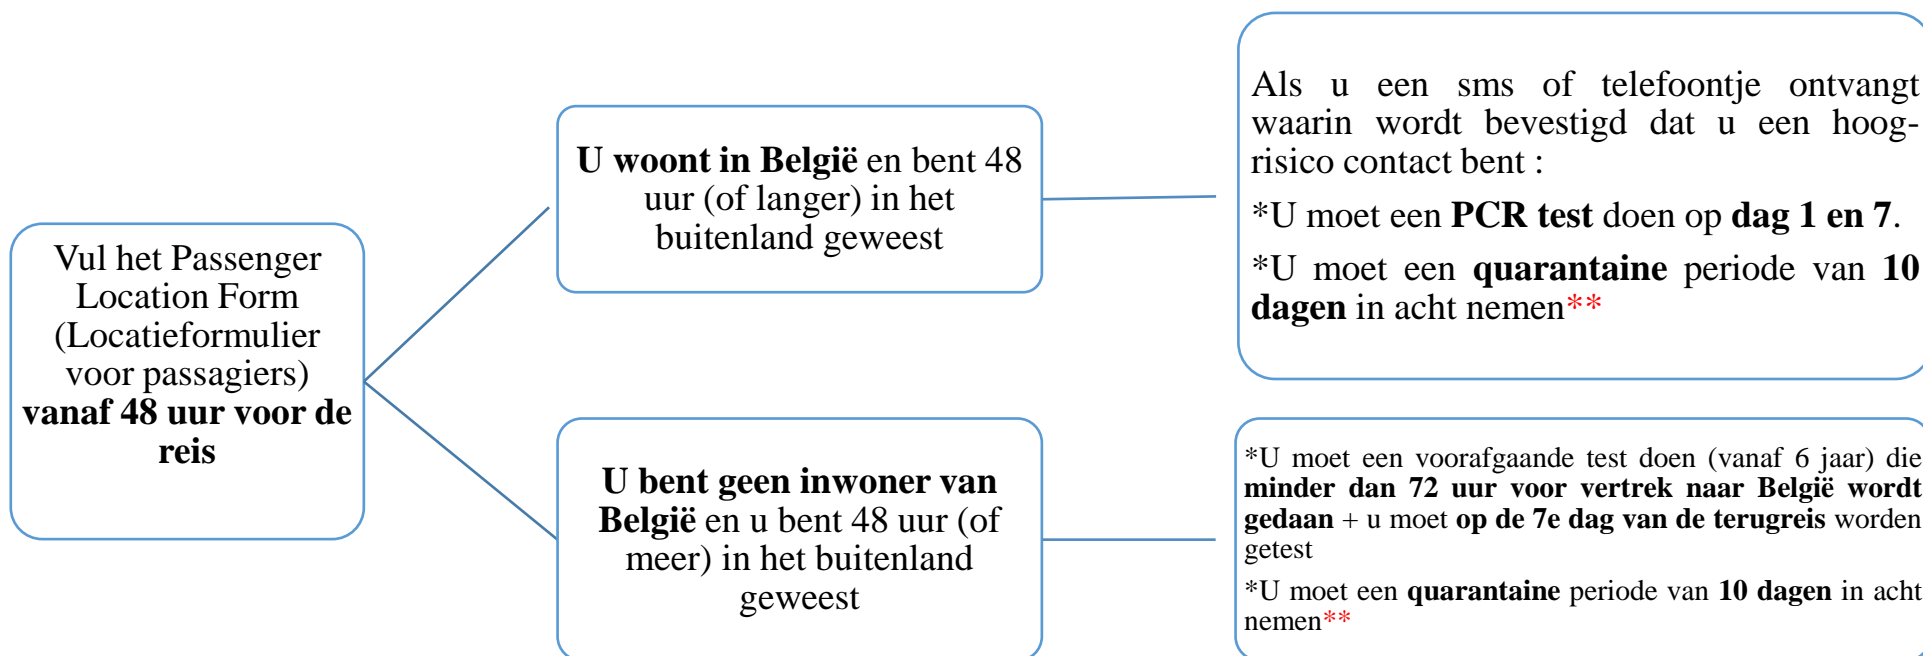 Vul het Passenger
Location Form
(Locatieformulier
voor passagiers)
vanaf 48 uur voor de
reis
U woont in België en bent 48
uur (of langer) in het
buitenland geweest
Als u een sms of telefoontje ontvangt
waarin wordt bevestigd dat u een hoog-
risico contact bent :
*U moet een PCR test doen op dag 1 en 7.
*U moet een quarantaine periode van 10
dagen in acht nemen**
U bent geen inwoner van
België en u bent 48 uur (of
meer) in het buitenland
geweest
*U moet een voorafgaande test doen (vanaf 6 jaar) die
minder dan 72 uur voor vertrek naar België wordt
gedaan + u moet op de 7e dag van de terugreis worden
getest
*U moet een quarantaine periode van 10 dagen in acht
nemen**